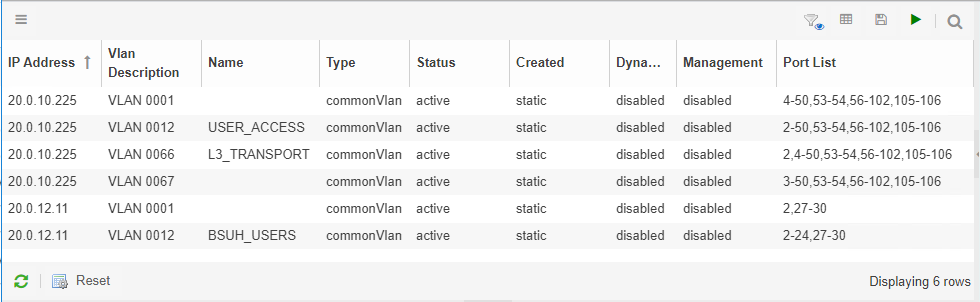 IP Address Vlan Description Name Type Status Created Dyna... Management Port List
20.0.10.225 VLAN 0001 commonVlan active static disabled disabled 4-50,53-54,56-102,105-106
20.0.10.225 VLAN 0012 USER_ACCESS commonVlan active static disabled disabled 2-50,53-54,56-102,105-106
20.0.10.225 VLAN 0066 L3_TRANSPORT commonVlan active static disabled disabled 2,4-50,53-54,56-102,105-106
20.0.10.225 VLAN 0067 commonVlan active static disabled disabled 3-50,53-54,56-102,105-106
20.0.12.11 VLAN 0001 commonVlan active static disabled disabled 2,27-30
20.0.12.11 VLAN 0012 BSUH_USERS commonVlan active static disabled disabled 2-24,27-30
Reset Displaying 6 rows